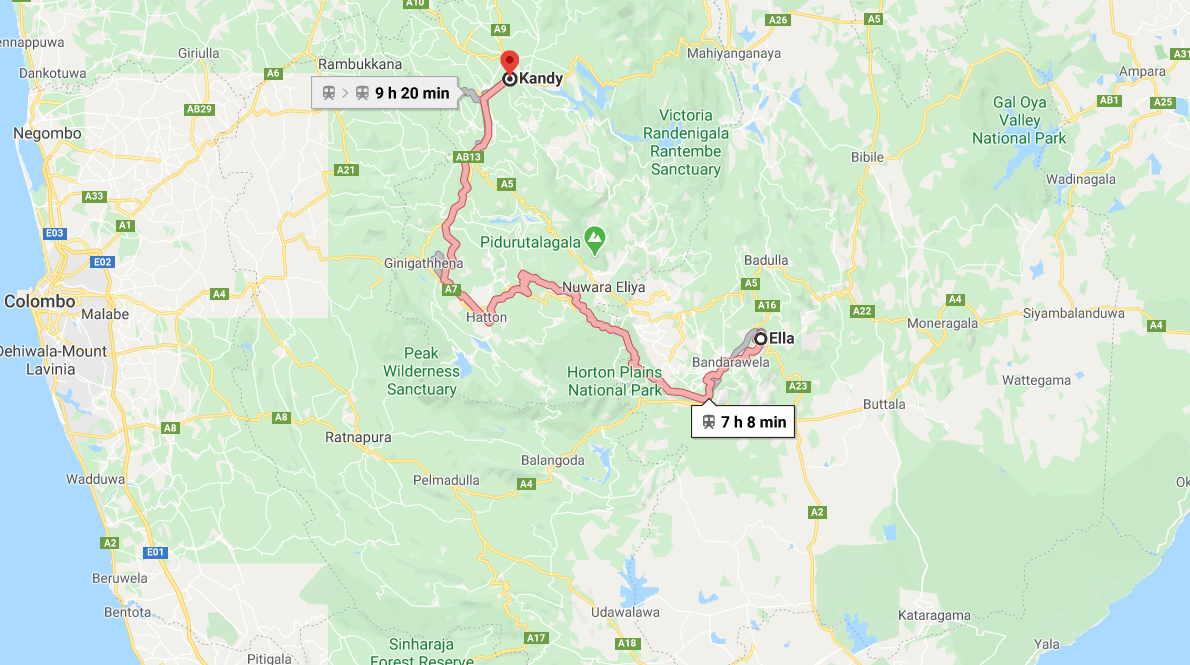 A10
A9
A26
A5
ennappuwa
Giriulla
Mahiyanganaya
A31
Dankotuwa
A6
Rambukkana
Kandy
9 h 20 min
Ampara
AB29
AB1
A25
Negombo
Victoria
Randenigala
Rantembe
Sanctuary
Gal Oya
Valley
National Park
AB13
Bibile
A21
A5
Wadinagala
A33
A1
E03
E02
Pidurutalagala
Ginigathhena
Badulla
A7
Nuwara Eliya
A5
A4
Colombo
Malabe
A16
A22
A4
Moneragala
Siyambalanduwa
A4
Hatton
Ella
Dehiwala-Mount
Lavinia
Peak
Wilderness
Sanctuary
Bandarawela
Horton Plains
National Park
A23
Wattegama
Buttala
7 h 8 min
A8
A8
Ratnapura
Balangoda
Wadduwa
Pelmadulla
A4
Ok
A2
A2
E01
Beruwela
Bentota
Udawalawa
Kataragama
A17
A18
Sinharaja
Forest Reserve
Yala
Pitigala